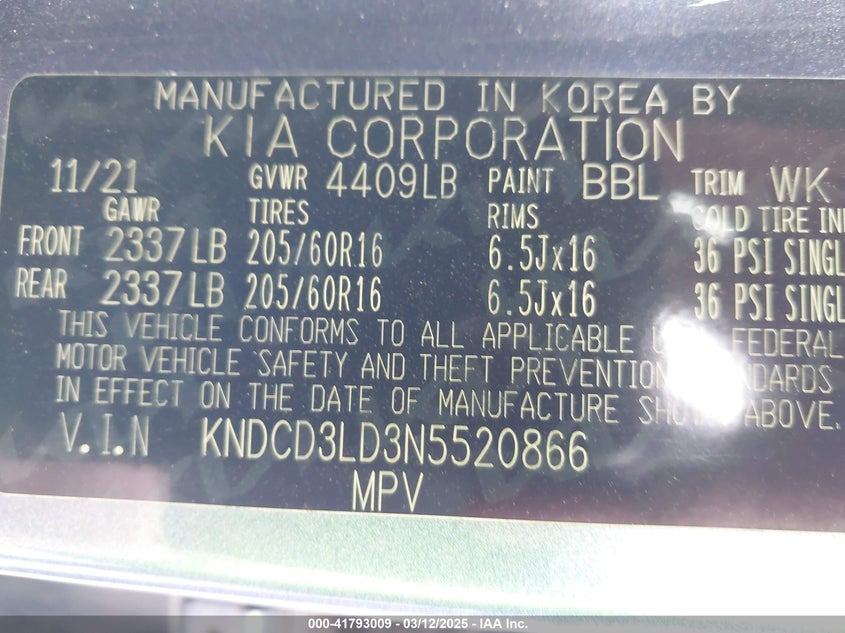 MANUFACTURED IN KOREA BY
KIA CORPORATION
11/21 GVWR 4409LB PAINT BBL TRIM WK
GAWR TIRES RIMS COLD TIRE
FRONT 2337LB 205/60R16 6.5Jx16 36 PSI SINGL
REAR 2337LB 205/60R16 6.5Jx16 36 PSI SINGL
THIS VEHICLE CONFORMS TO ALL APPLICABLE FEDERAL
MOTOR VEHICLE SAFETY AND THEFT PREVENTION
IN EFFECT ON THE DATE OF MANUFACTURE ABOVE.
V.I.N KNDCD3LD3N5520866
MPV
000-41793009 - 03/12/2025 - IAA Inc.